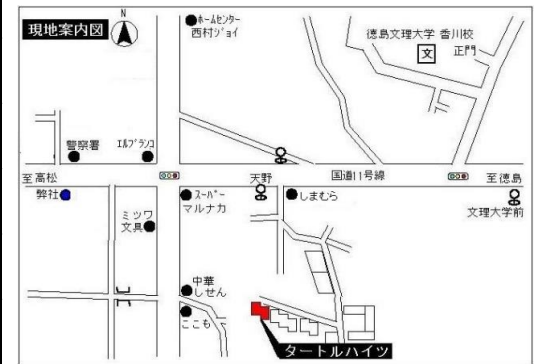 現地案内図
N
ホームセンター
西村ジョイ
徳島文理大学 香川校
文
正門
警察署
エルブランコ
至高松
天野
国道11号線
至徳島
弊社
スーパー
マルナカ
しまむら
文理大学前
ミツワ
文具
中華
しせん
ここも
タートルハイツ